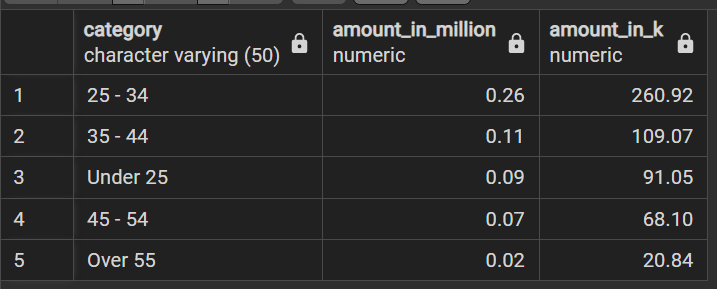 category amount_in_million amount_in_k
character varying (50) numeric numeric
1 25 - 34 0.26 260.92
2 35 - 44 0.11 109.07
3 Under 25 0.09 91.05
4 45 - 54 0.07 68.10
5 Over 55 0.02 20.84